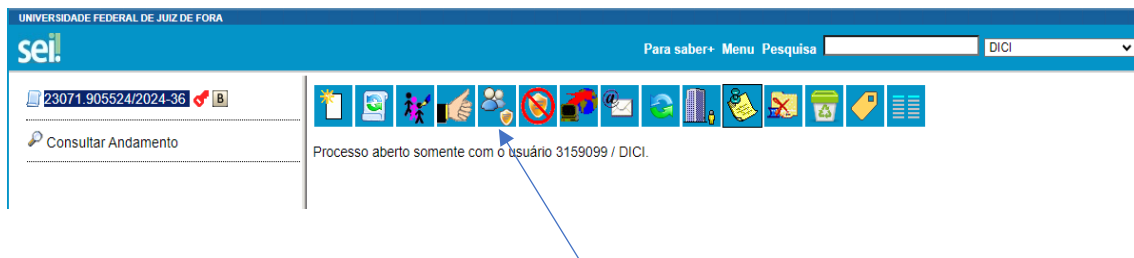 UNIVERSIDADE FEDERAL DE JUIZ DE FORA
sei!
Para saber+ Menu Pesquisa DICI
23071.905524/2024-36 B
Consultar Andamento
Processo aberto somente com o usuário 3159099 / DICI.